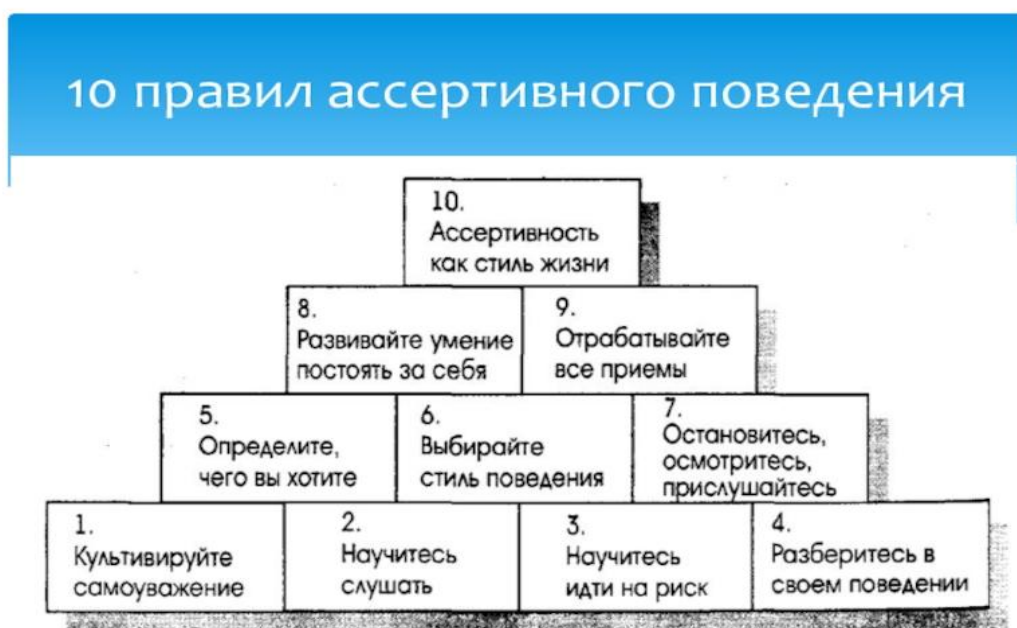 10 правил ассертивного поведения
10.
Ассертивность
как стиль жизни
8.
Развивайте умение
постоять за себя
9.
Отрабатывайте
все приемы
5.
Определите,
чего вы хотите
6.
Выбирайте
стиль поведения
7.
Остановитесь,
осмотритесь,
прислушайтесь
1.
Культивируйте
самоуважение
2.
Научитесь
слушать
3.
Научитесь
идти на риск
4.
Разберитесь в
своем поведении